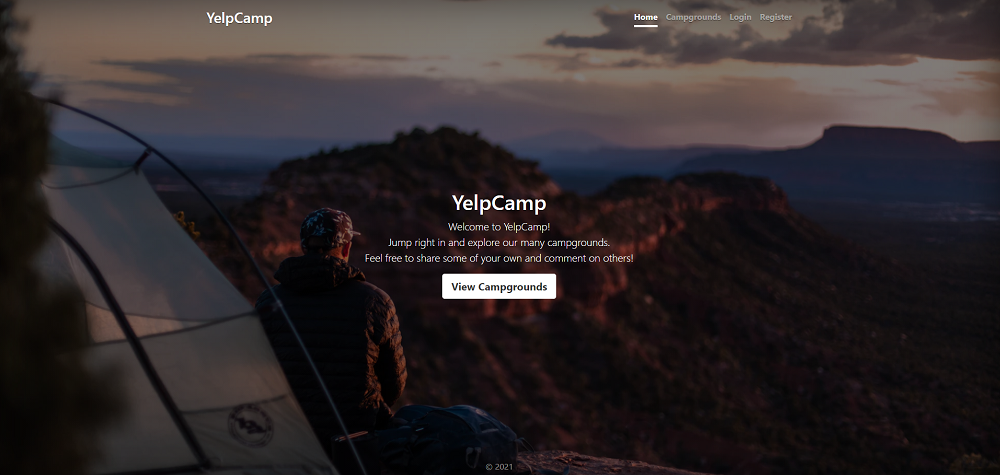 YelpCamp
Home Campgrounds Login Register
YelpCamp
Welcome to YelpCamp!
Jump right in and explore our many campgrounds.
Feel free to share some of your own and comment on others!
View Campgrounds
© 2021